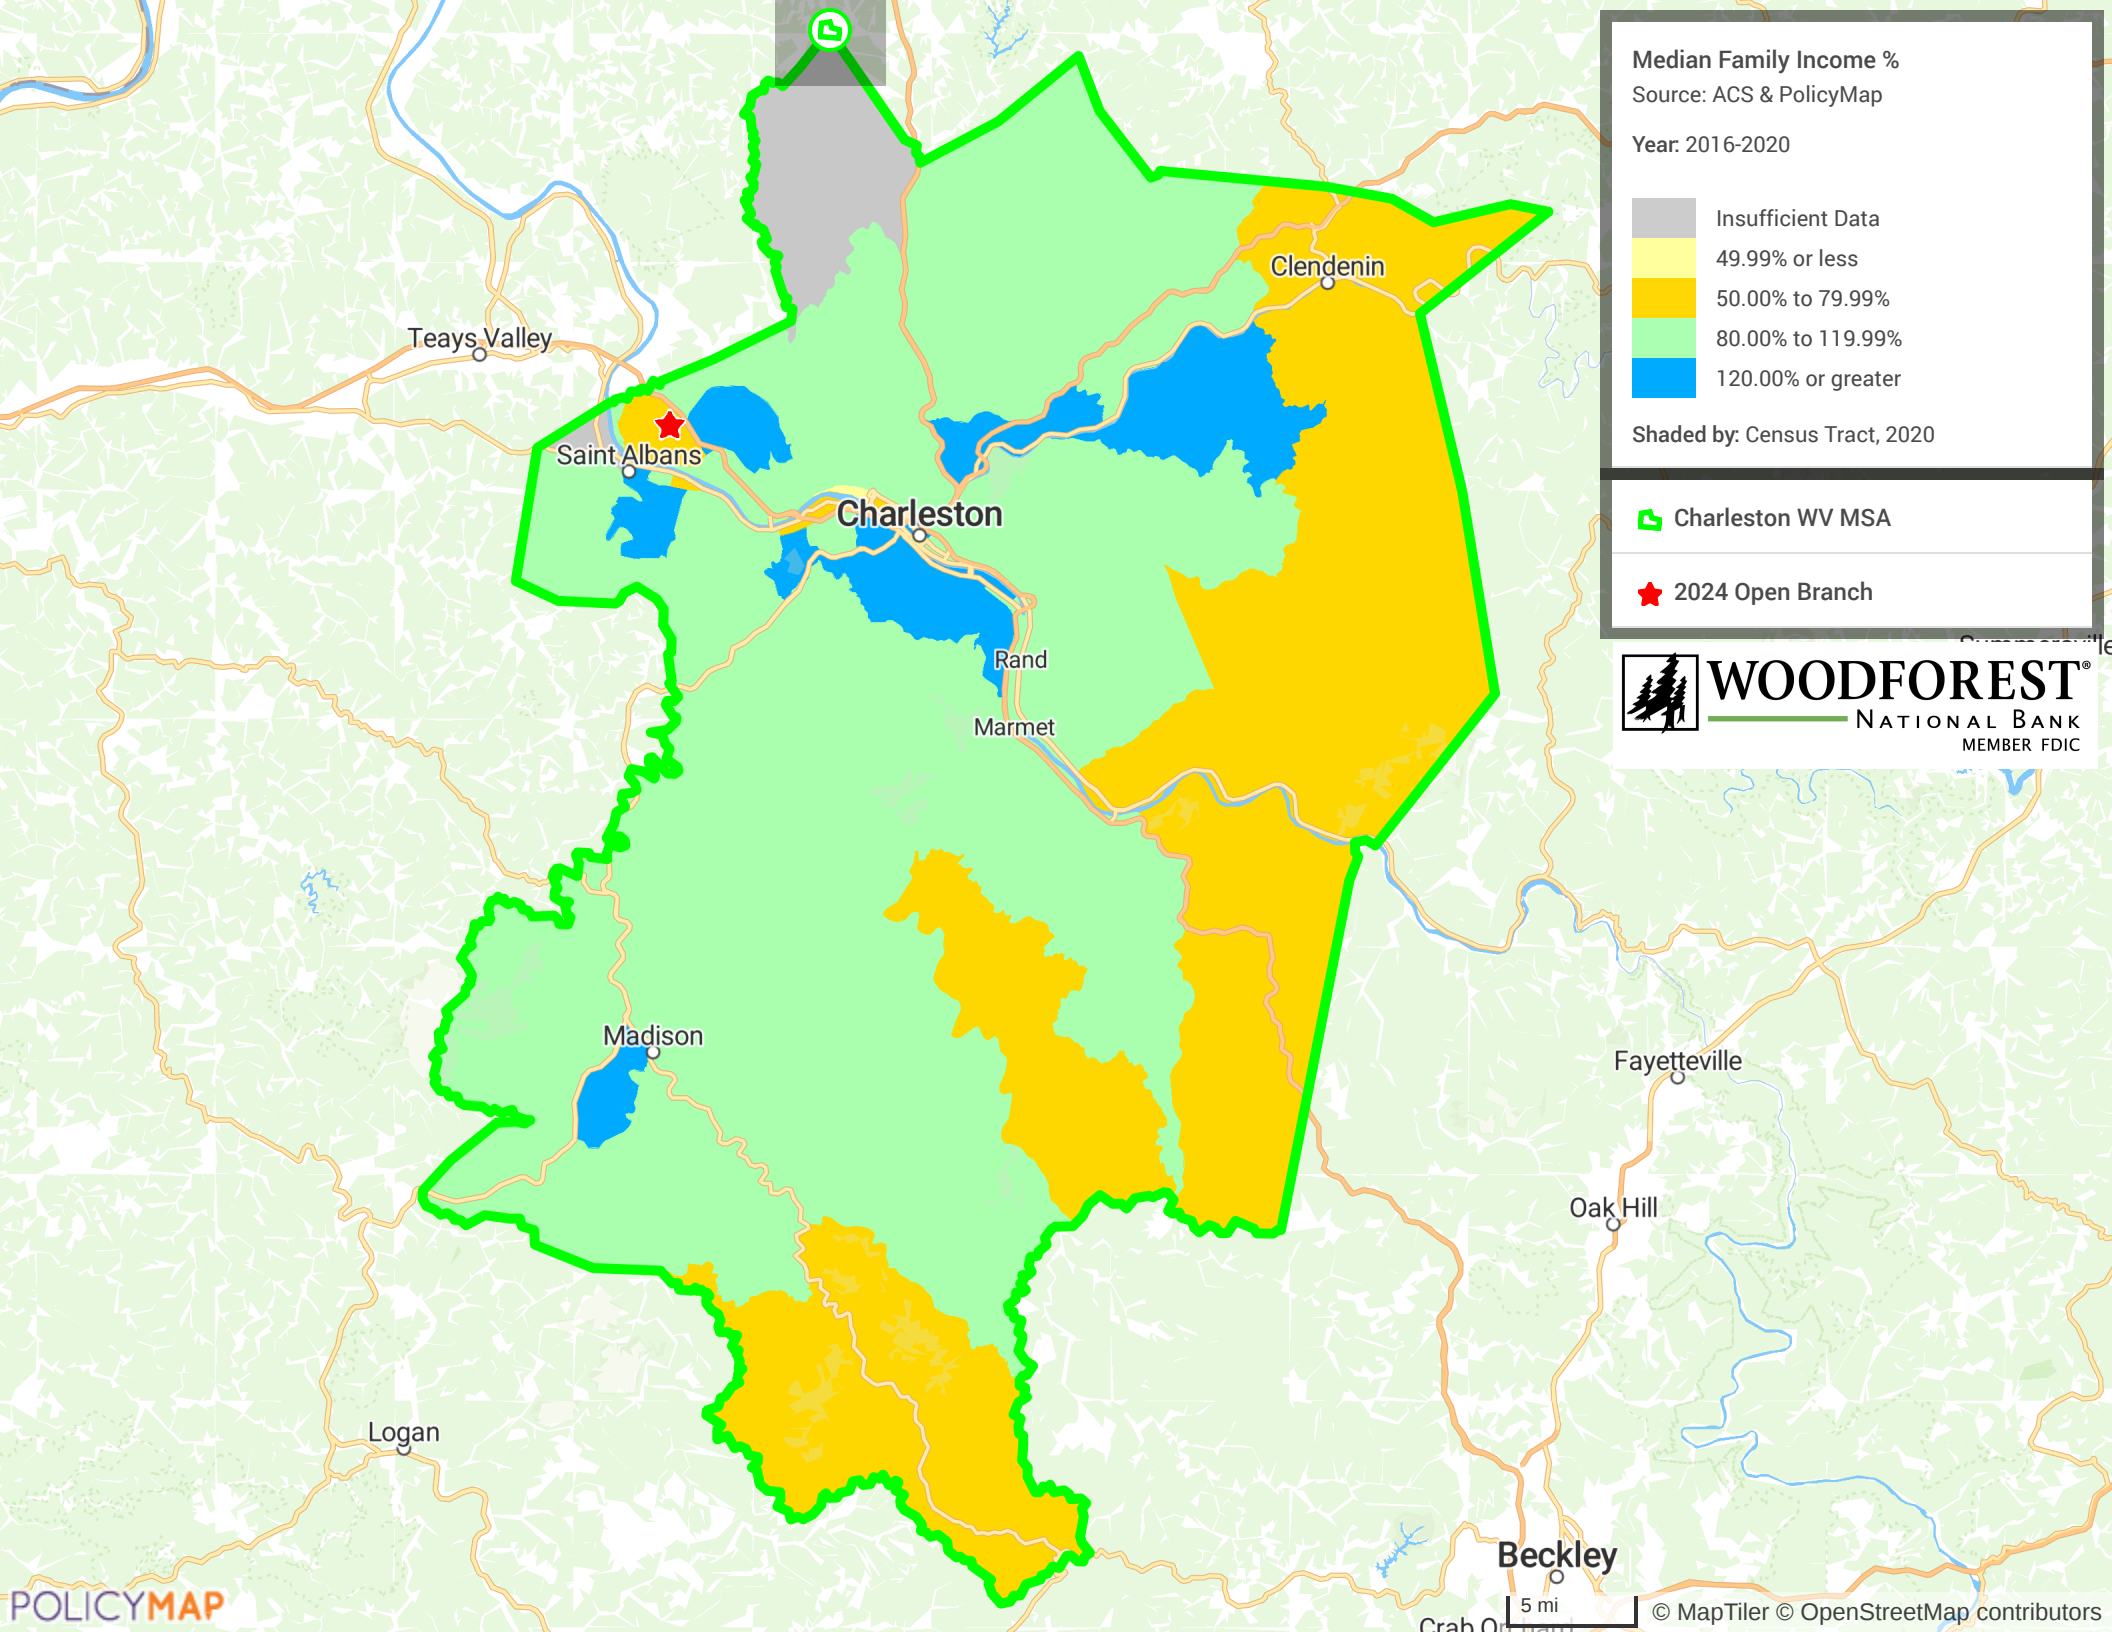 Median Family Income %
Source: ACS & PolicyMap
Year: 2016-2020
Insufficient Data
49.99% or less
50.00% to 79.99%
80.00% to 119.99%
120.00% or greater
Shaded by: Census Tract, 2020
Charleston WV MSA
2024 Open Branch
WOODFOREST®
NATIONAL BANK
MEMBER FDIC
Clendenin
Teays Valley
Saint Albans
Charleston
Rand
Marmet
Madison
Fayetteville
Oak Hill
Logan
Beckley
5 mi
POLICYMAP
© MapTiler © OpenStreetMap contributors